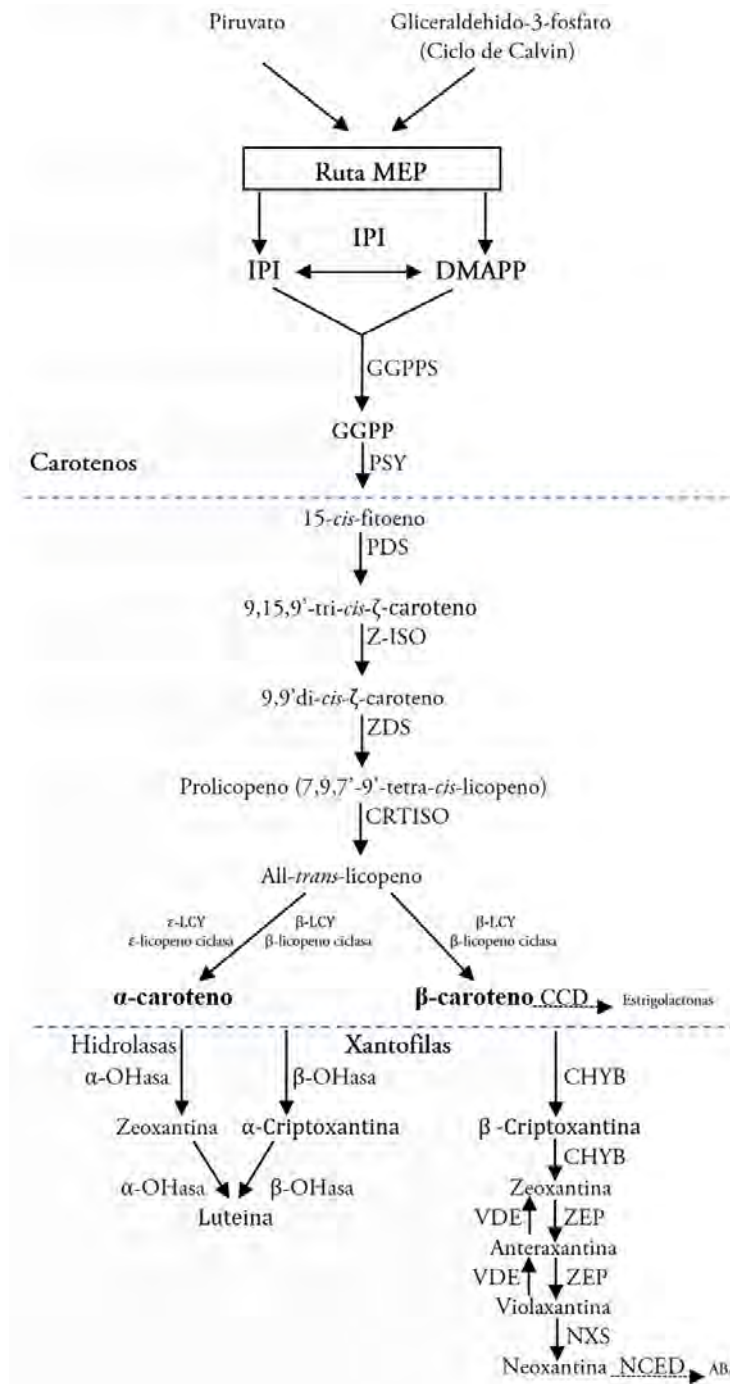 Piruvato
Gliceraldehido-3-fosfato
(Ciclo de Calvin)
Ruta MEP
IPI
IPI
DMAPP
GGPPS
GGPP
Carotenos
PSY
15-cis-fitoeno
PDS
9,15,9'-tri-cis-ζ-caroteno
Z-ISO
9,9'di-cis-ζ-caroteno
ZDS
Prolicopeno (7,9,7'-9'-tetra-cis-licopeno)
CRTISO
All-trans-licopeno
ε-LCY
ε-licopeno ciclasa
β-LCY
β-licopeno ciclasa
β-LCY
β-licopeno ciclasa
α-caroteno
β-caroteno CCD Estrigolactonas
Hidrolasas
Xantofilas
α-OHasa
β-OHasa
CHYB
Zeoxantina
α-Criptoxantina
β -Criptoxantina
CHYB
α-OHasa
β-OHasa
Zeoxantina
Luteina
VDE
ZEP
Anteraxantina
VDE
ZEP
Violaxantina
NXS
Neoxantina NCED AB